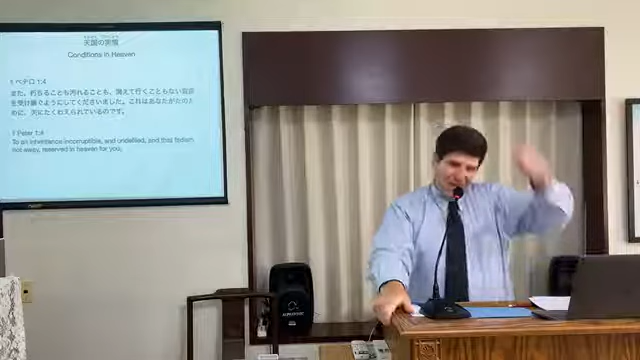 天国の環境
Conditions in Heaven
1 ペテロ 1:4
また、朽ちることも汚れることも、消えて行くこともない資産
を受け継ぐようにしてくださいました。これはあなたがたのた
めに、天にたくわえられているのです。
1 Peter 1:4
To an inheritance incorruptible, and undefiled, and that fadeth
not away, reserved in heaven for you,